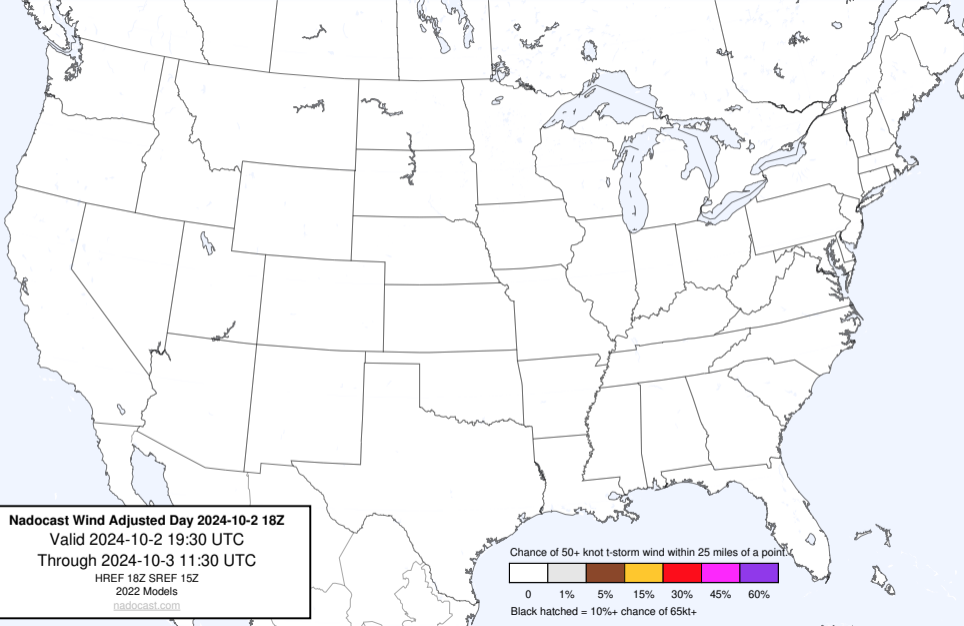 Nadocast Wind Adjusted Day 2024-10-2 18Z
Valid 2024-10-2 19:30 UTC
Through 2024-10-3 11:30 UTC
HREF 18Z SREF 15Z
2022 Models
nadocast.com
Chance of 50+ knot t-storm wind within 25 miles of a point.
0 1% 5% 15% 30% 45% 60%
Black hatched = 10%+ chance of 65kt+